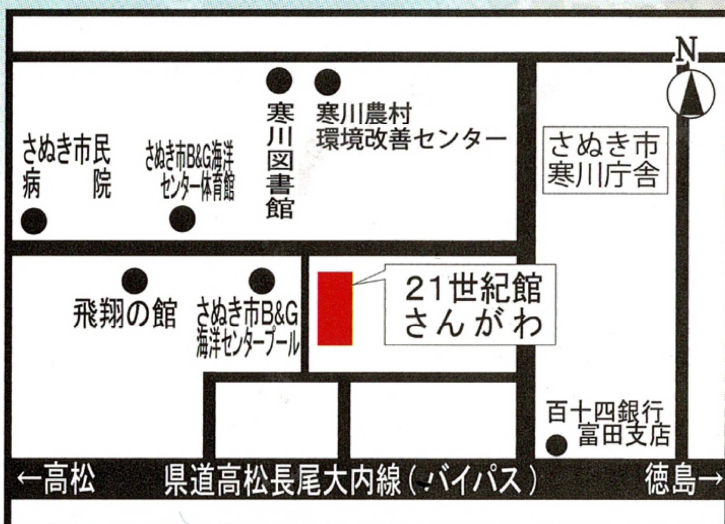 N
寒川図書館
寒川農村
環境改善センター
さぬき市民
病院
さぬき市B&G海洋
センター体育館
さぬき市
寒川庁舎
21世紀館
さんがわ
飛翔の館
さぬき市B&G
海洋センタープール
百十四銀行
富田支店
←高松
県道高松長尾大内線(バイパス)
徳島→